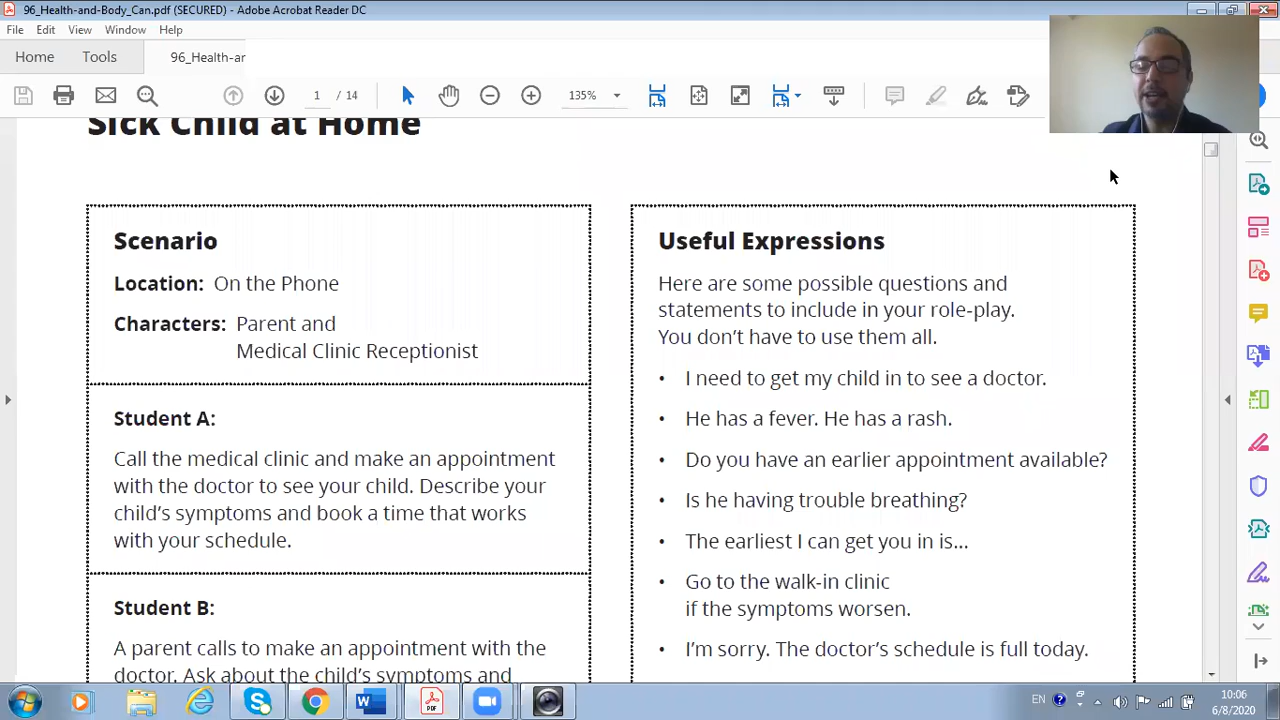 96_Health-and-Body_Can.pdf (SECURED) - Adobe Acrobat Reader DC
File Edit View Window Help
Home Tools 96_Health-ar
1 / 14 135%
Sick Child at Home
Scenario
Location: On the Phone
Characters: Parent and
Medical Clinic Receptionist
Student A:
Call the medical clinic and make an appointment
with the doctor to see your child. Describe your
child's symptoms and book a time that works
with your schedule.
Student B:
A parent calls to make an appointment with the
doctor. Ask about the child's symptoms and
Useful Expressions
Here are some possible questions and
statements to include in your role-play.
You don't have to use them all.
• I need to get my child in to see a doctor.
• He has a fever. He has a rash.
• Do you have an earlier appointment available?
• Is he having trouble breathing?
• The earliest I can get you in is...
• Go to the walk-in clinic
if the symptoms worsen.
• I'm sorry. The doctor's schedule is full today.
EN 10:06
6/8/2020